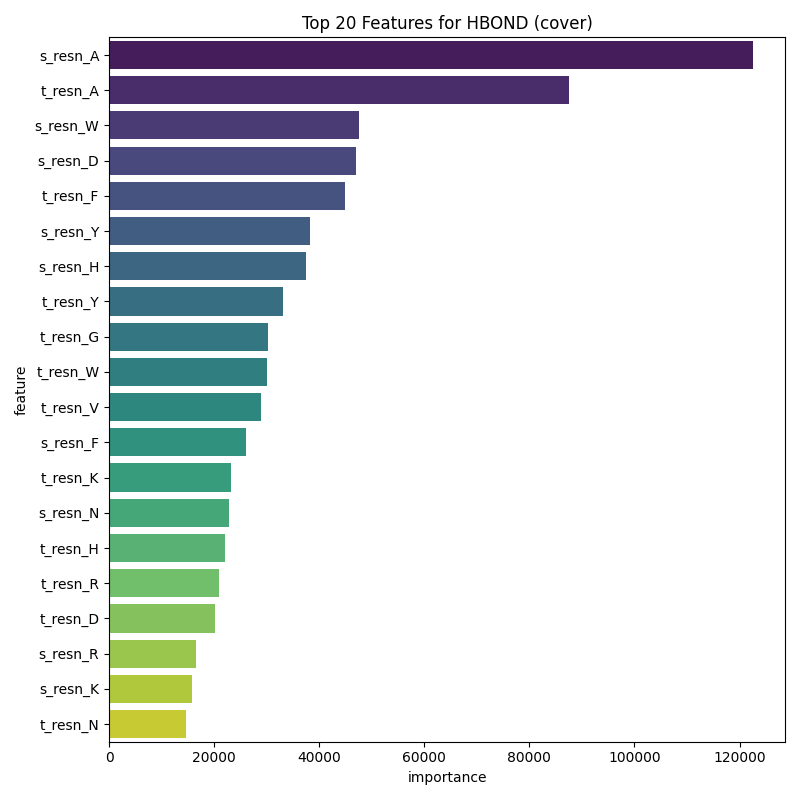 Top 20 Features for HBOND (cover)
s_resn_A
t_resn_A
s_resn_W
s_resn_D
t_resn_F
s_resn_Y
s_resn_H
t_resn_Y
t_resn_G
t_resn_W
t_resn_V
s_resn_F
t_resn_K
s_resn_N
t_resn_H
t_resn_R
t_resn_D
s_resn_R
s_resn_K
t_resn_N
feature
0 20000 40000 60000 80000 100000 120000
importance